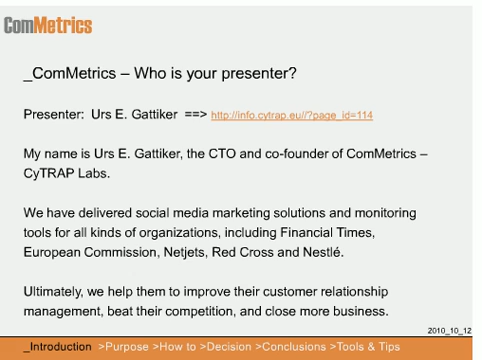 ComMetrics
_ComMetrics – Who is your presenter?
Presenter: Urs E. Gattiker ==> http://info.cytrap.eu//?page_id=114
My name is Urs E. Gattiker, the CTO and co-founder of ComMetrics –
CyTRAP Labs.
We have delivered social media marketing solutions and monitoring
tools for all kinds of organizations, including Financial Times,
European Commission, Netjets, Red Cross and Nestlé.
Ultimately, we help them to improve their customer relationship
management, beat their competition, and close more business.
2010_10_12
_Introduction >Purpose >How to >Decision >Conclusions >Tools & Tips